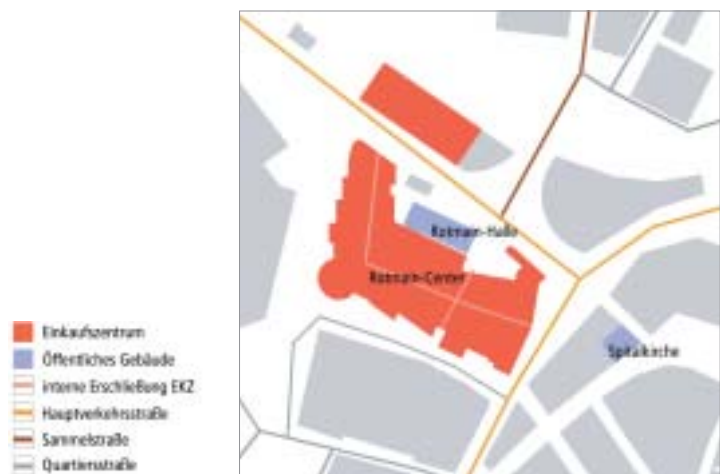 Rotmain-Halle
Rotmain-Center
Spitalkirche
Einkaufszentrum
Öffentliches Gebäude
interne Erschließung EKZ
Hauptverkehrsstraße
Sammelstraße
Quartiersstraße